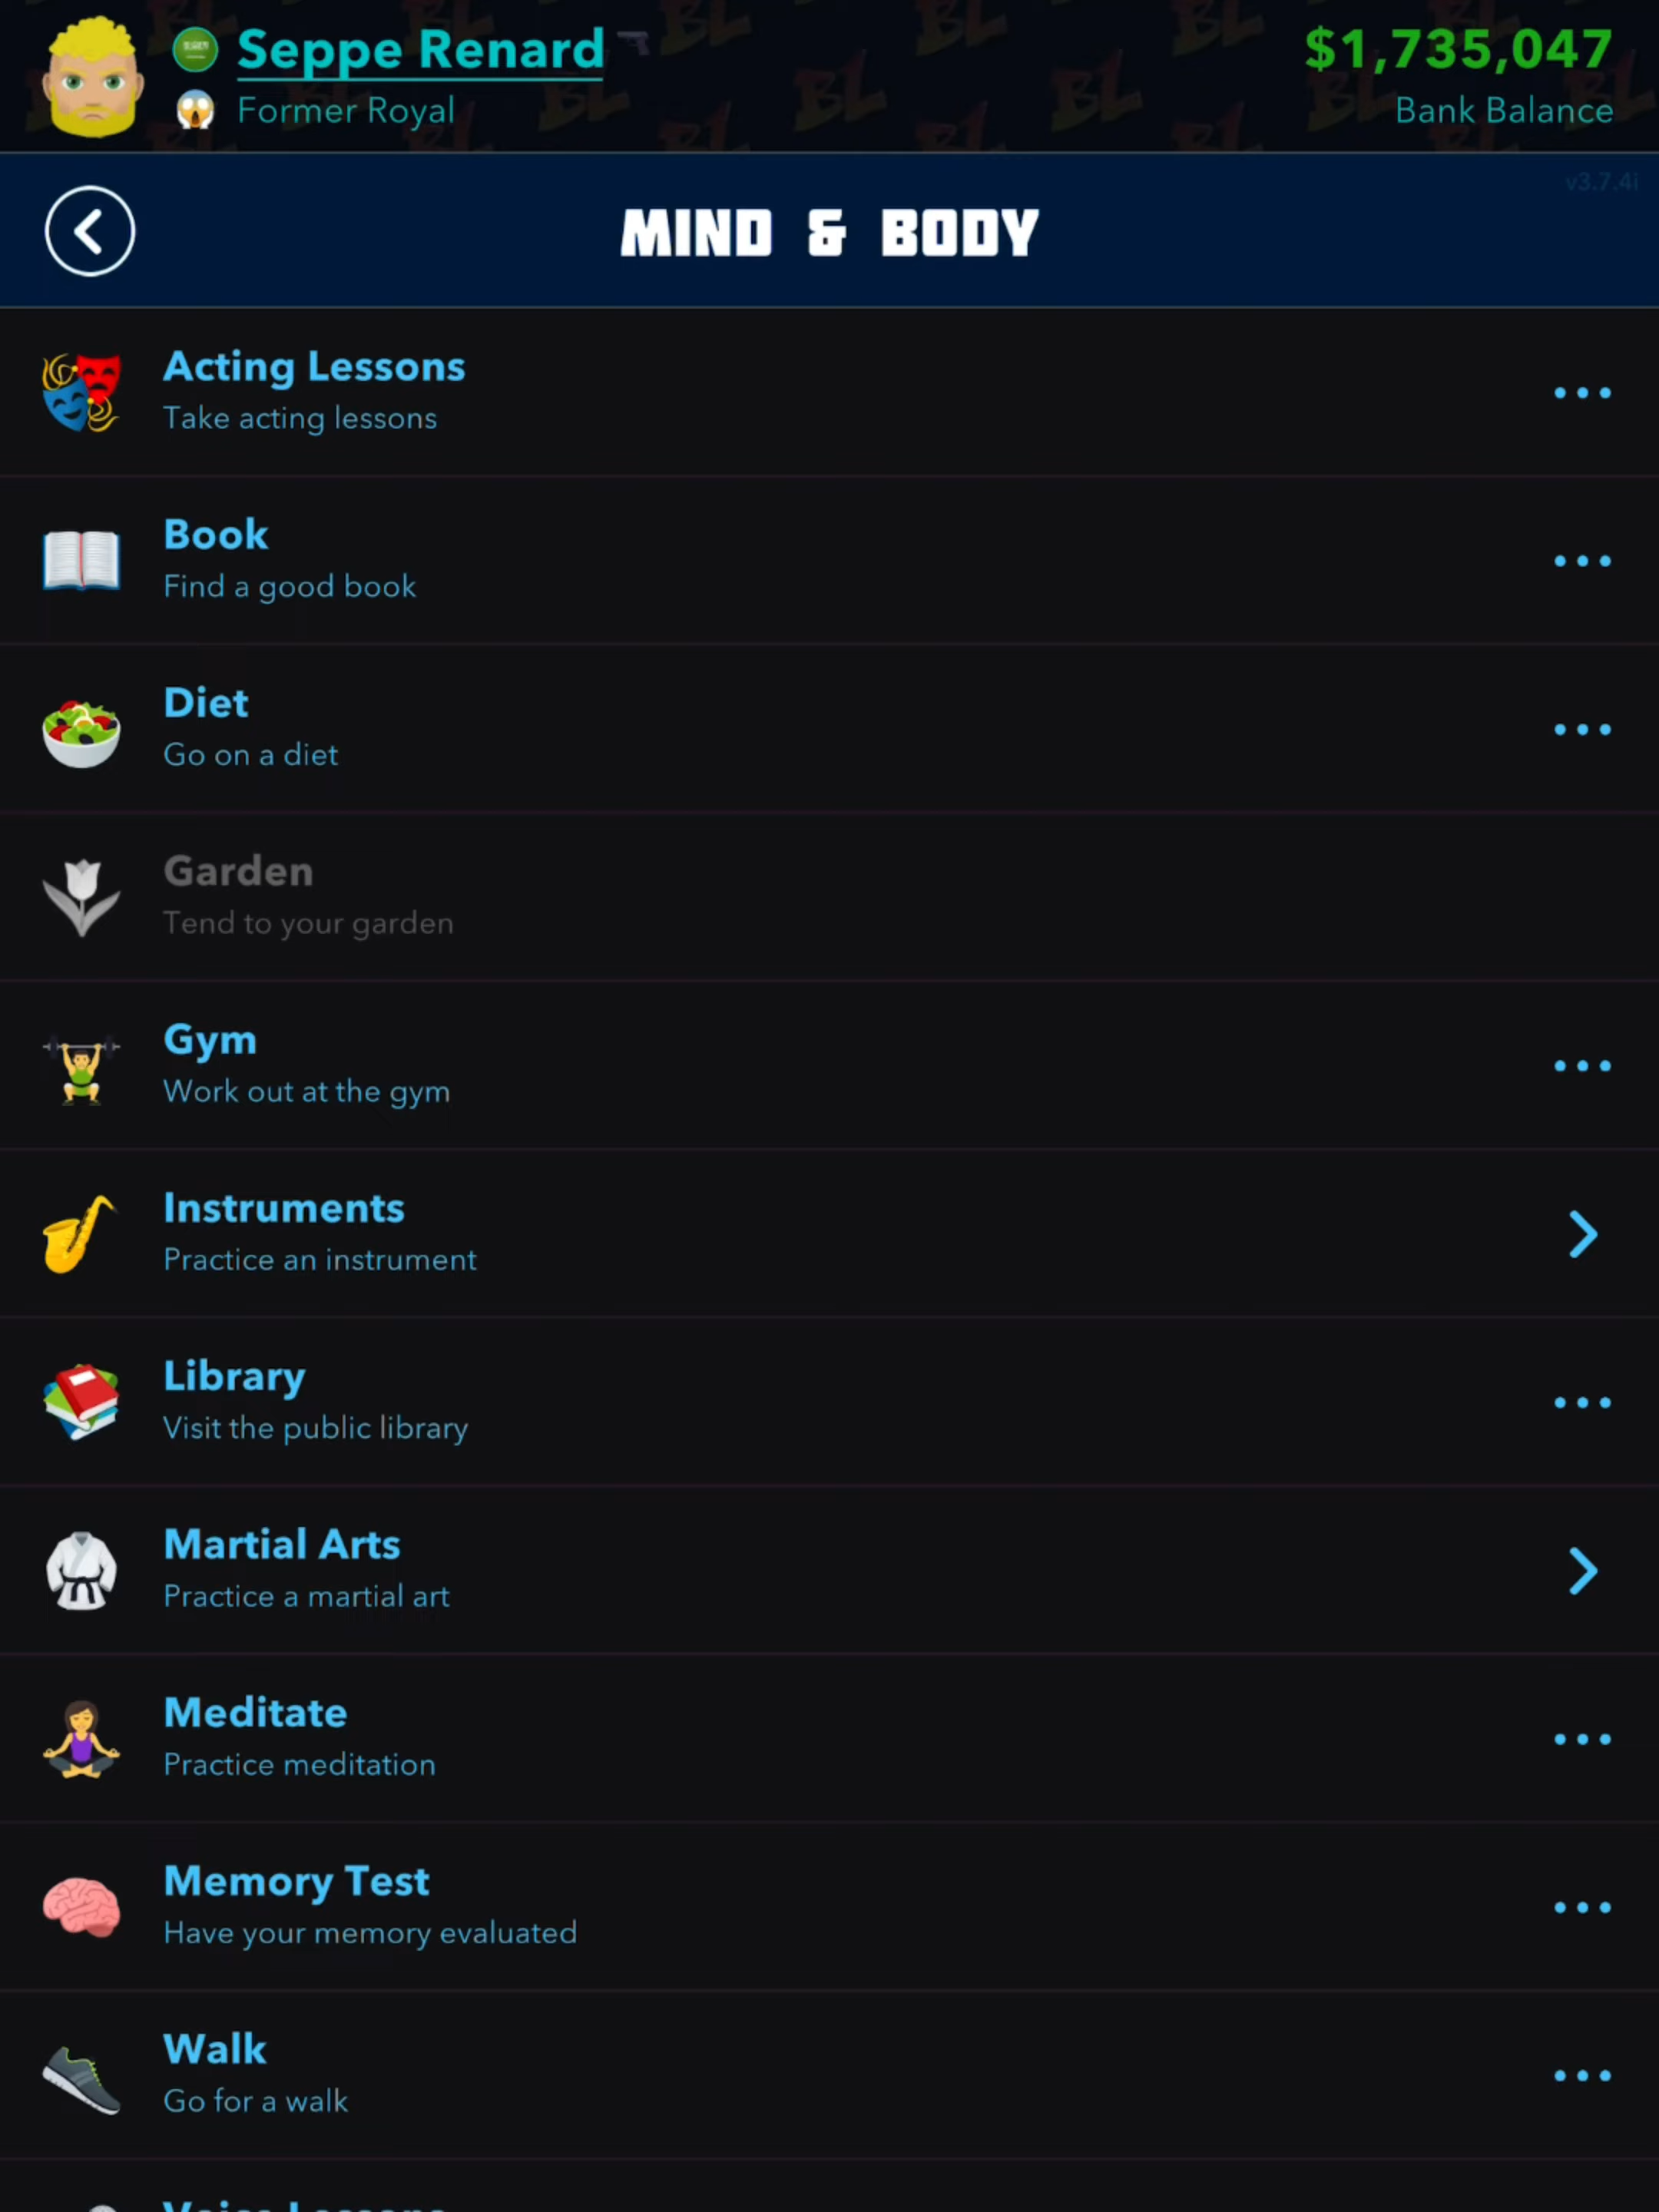 Seppe Renard
$1,735,047
Former Royal
Bank Balance
v3.7.4i
MIND & BODY
Acting Lessons
Take acting lessons
Book
Find a good book
Diet
Go on a diet
Garden
Tend to your garden
Gym
Work out at the gym
Instruments
Practice an instrument
Library
Visit the public library
Martial Arts
Practice a martial art
Meditate
Practice meditation
Memory Test
Have your memory evaluated
Walk
Go for a walk
Voice Lessons